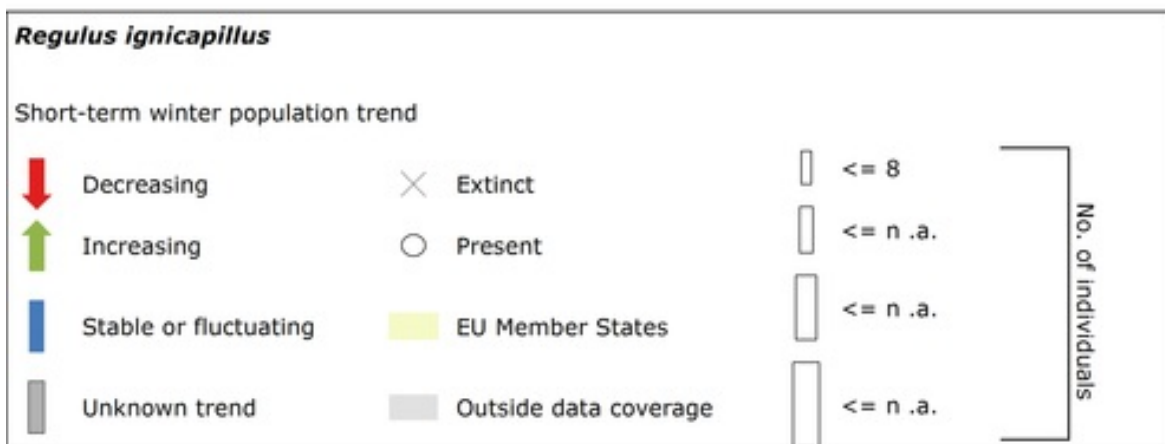 Regulus ignicapillus
Short-term winter population trend
Decreasing
Increasing
Stable or fluctuating
Unknown trend
Extinct
Present
EU Member States
Outside data coverage
<= 8
<= n .a.
<= n .a.
<= n .a.
No. of individuals